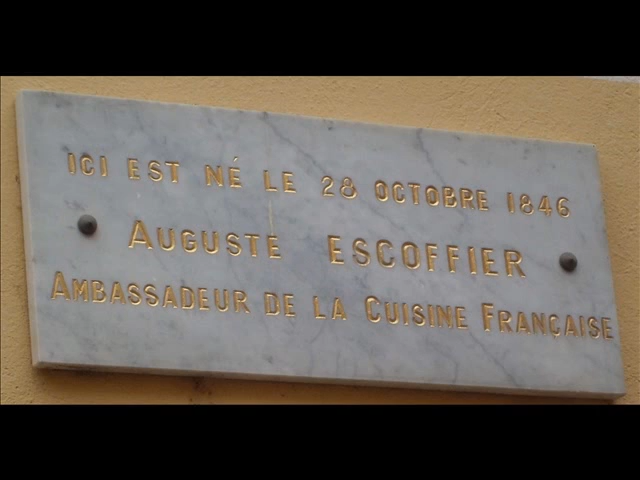 ICI EST NÉ LE 28 OCTOBRE 1846
AUGUSTE ESCOFFIER
AMBASSADEUR DE LA CUISINE FRANÇAISE